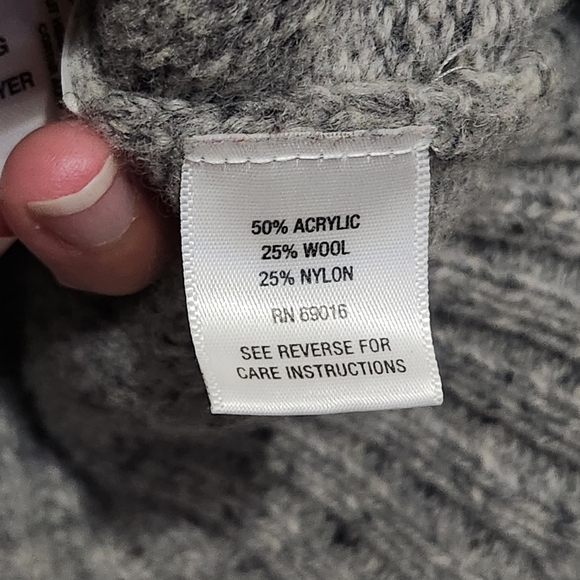 50% ACRYLIC
25% WOOL
25% NYLON
RN 69016
SEE REVERSE FOR
CARE INSTRUCTIONS